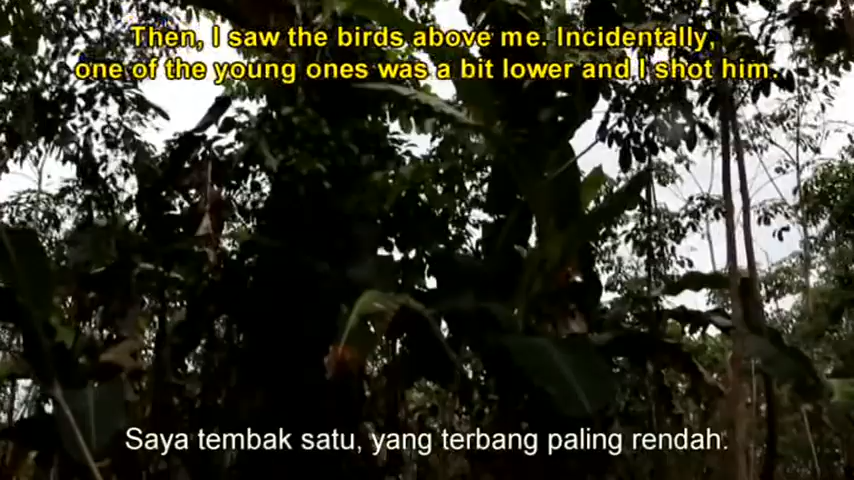 Then, I saw the birds above me. Incidentally,
one of the young ones was a bit lower and I shot him.
Saya tembak satu, yang terbang paling rendah.